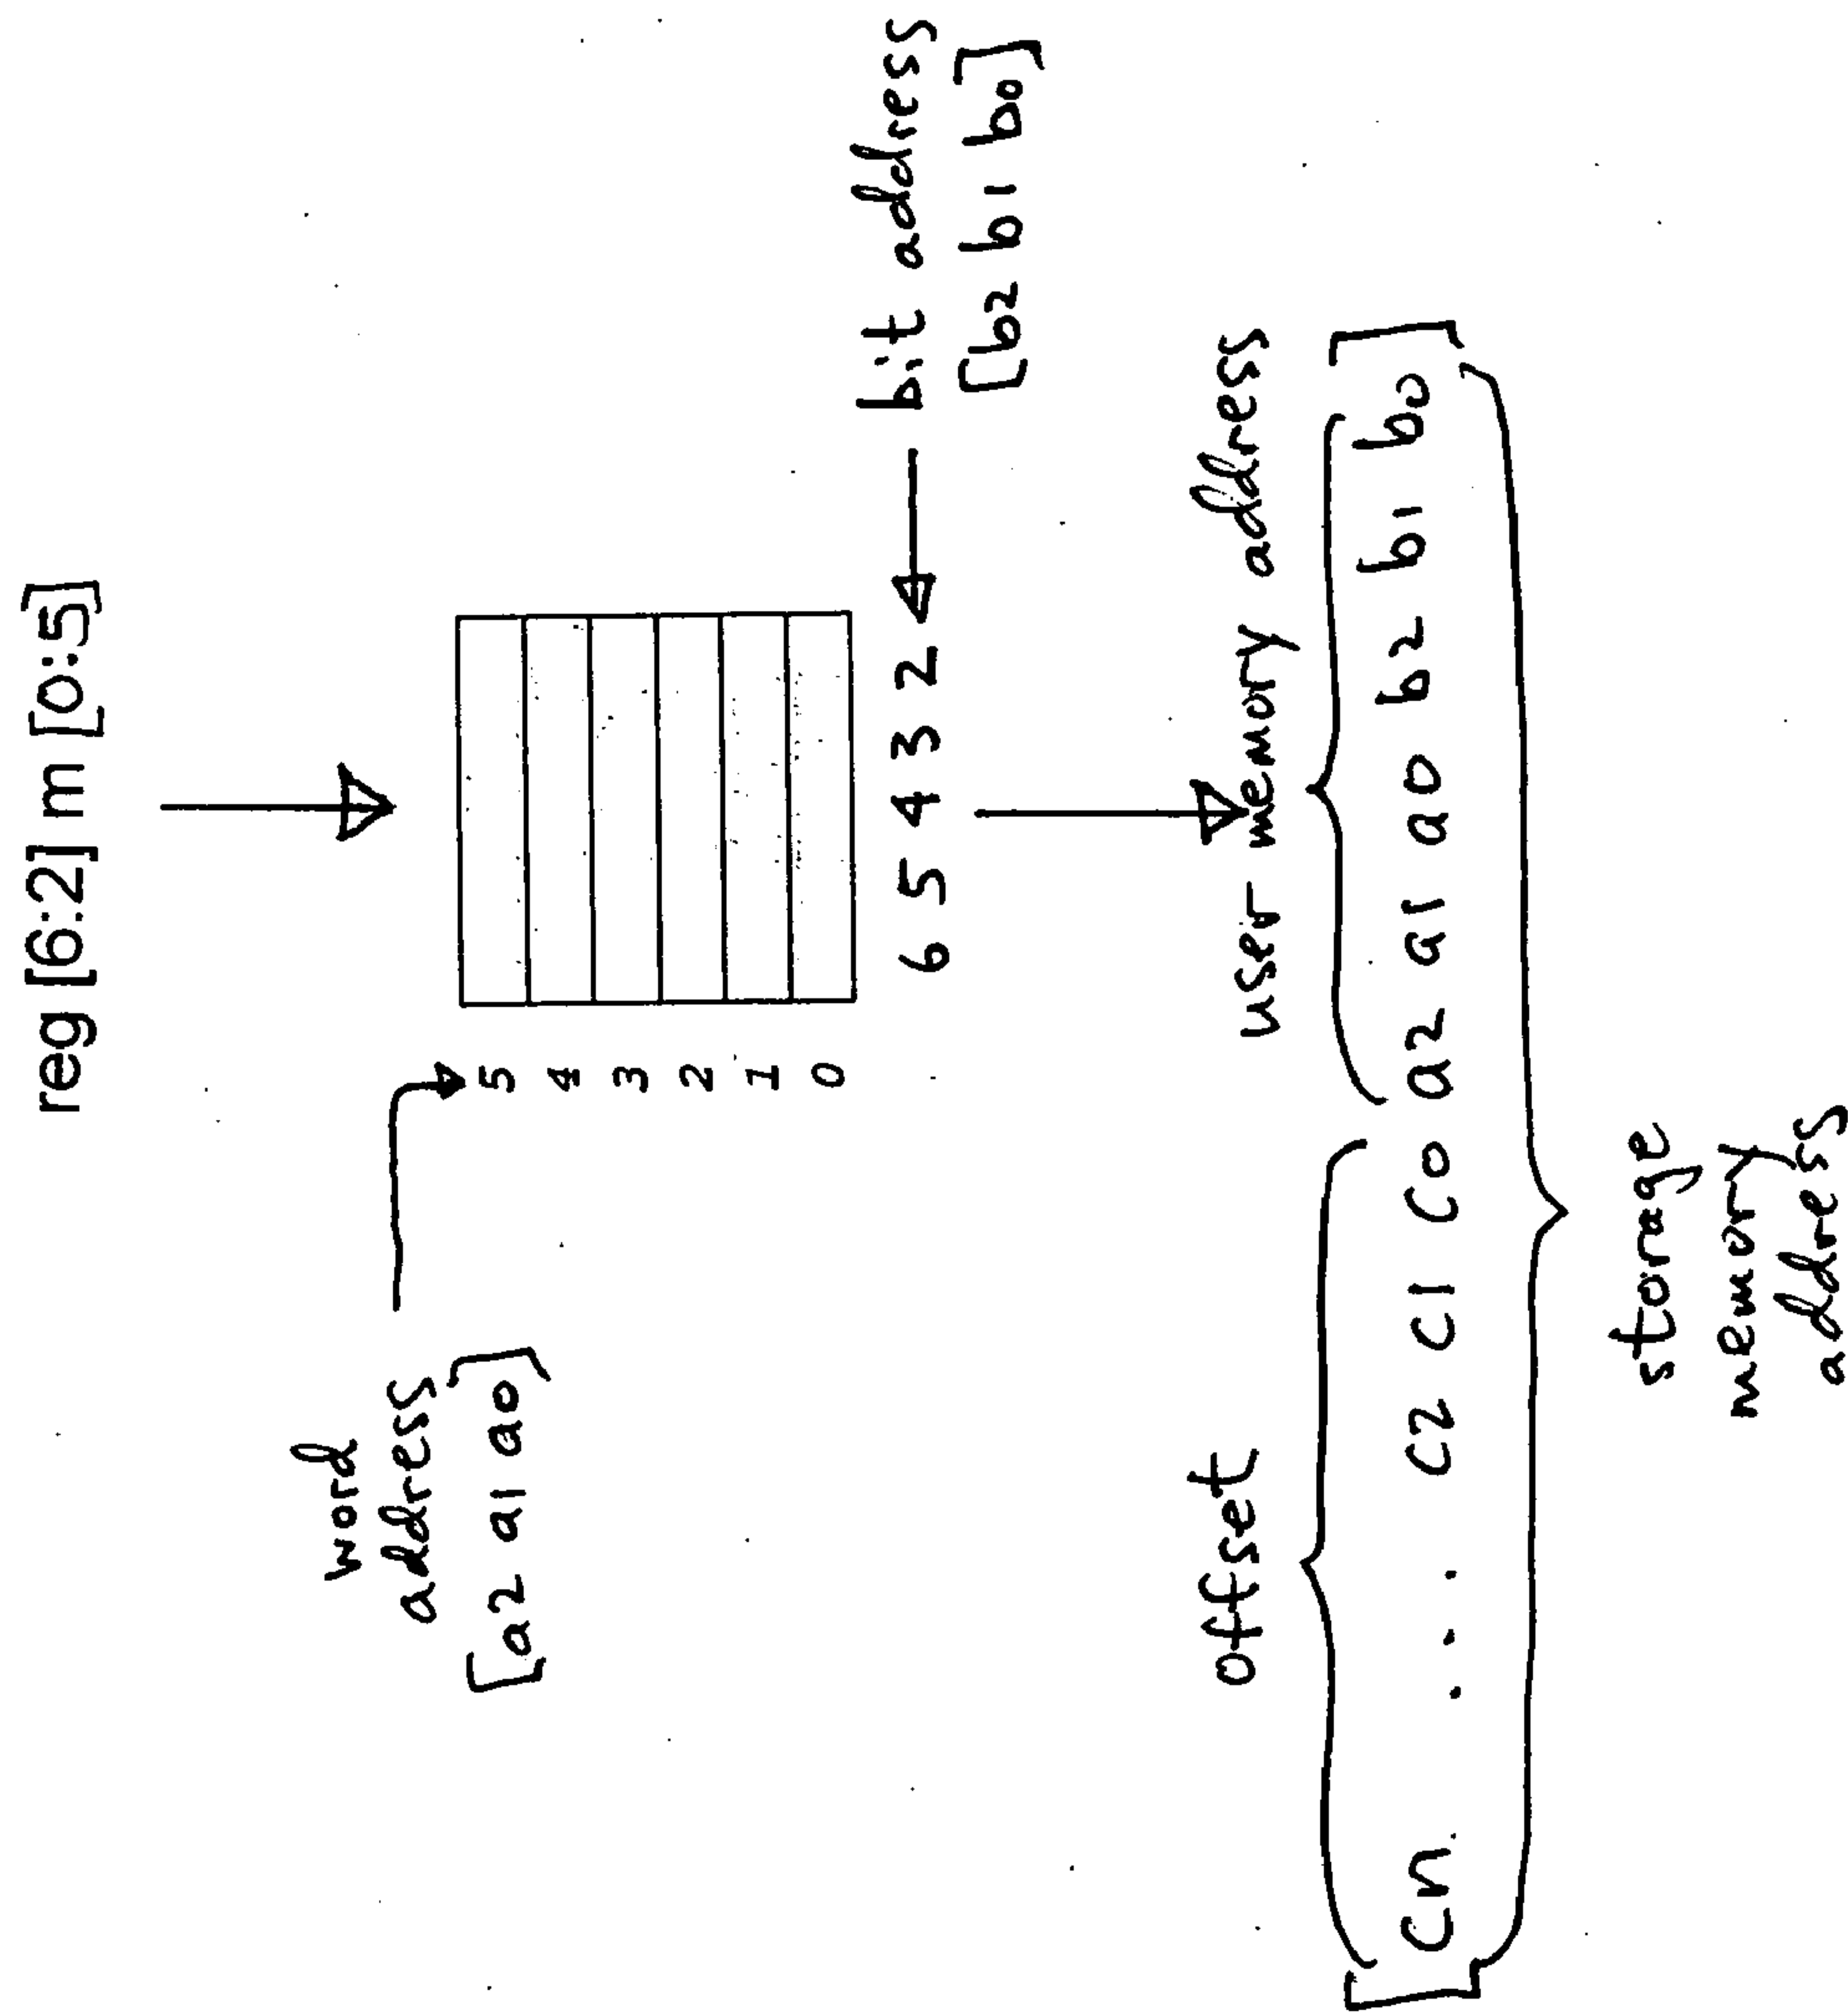 reg [6:2] m [0:5]
word
address
[a2 a1 a0]
5
4
3
2
1
0
6 5 4 3 2
bit address
[b2 b1 b0]
offset
user memory address
[cn . . . c2 c1 c0 a2 a1 a0 b2 b1 b0]
storage
memory
address